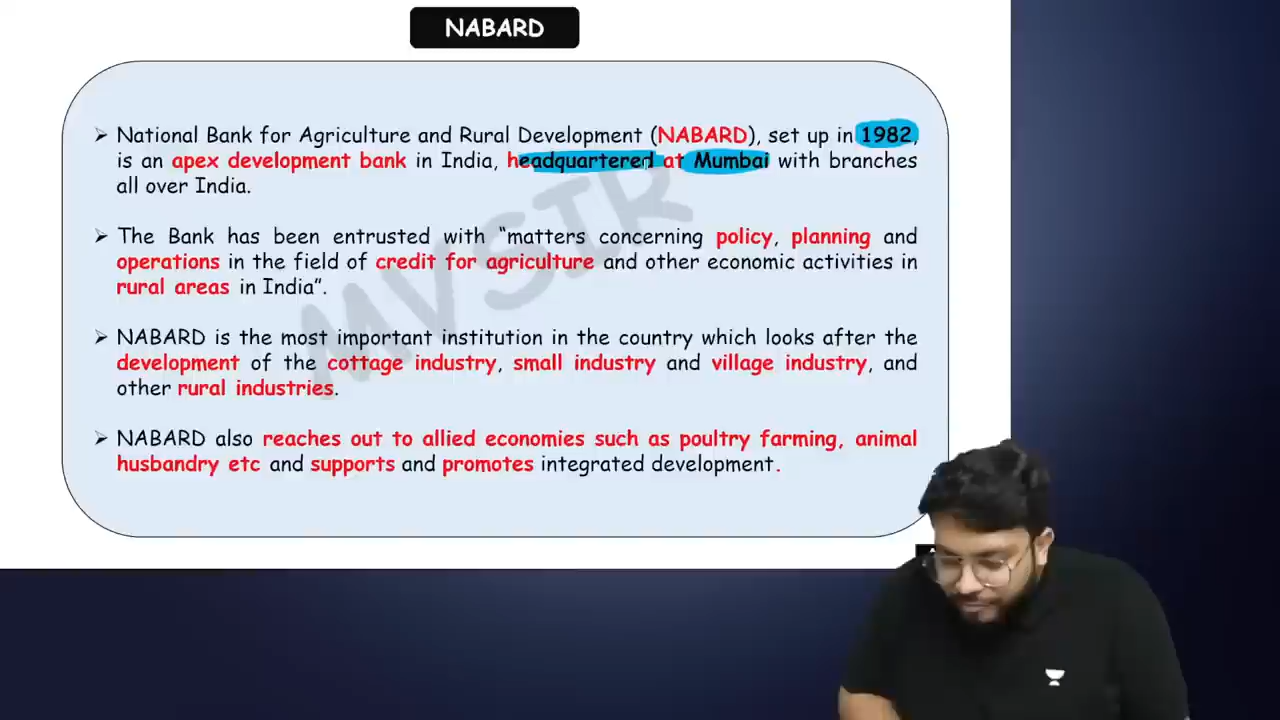 NABARD
➢ National Bank for Agriculture and Rural Development (NABARD), set up in 1982,
is an apex development bank in India, headquartered at Mumbai with branches
all over India.
➢ The Bank has been entrusted with “matters concerning policy, planning and
operations in the field of credit for agriculture and other economic activities in
rural areas in India”.
➢ NABARD is the most important institution in the country which looks after the
development of the cottage industry, small industry and village industry, and
other rural industries.
➢ NABARD also reaches out to allied economies such as poultry farming, animal
husbandry etc and supports and promotes integrated development.
MVSIR